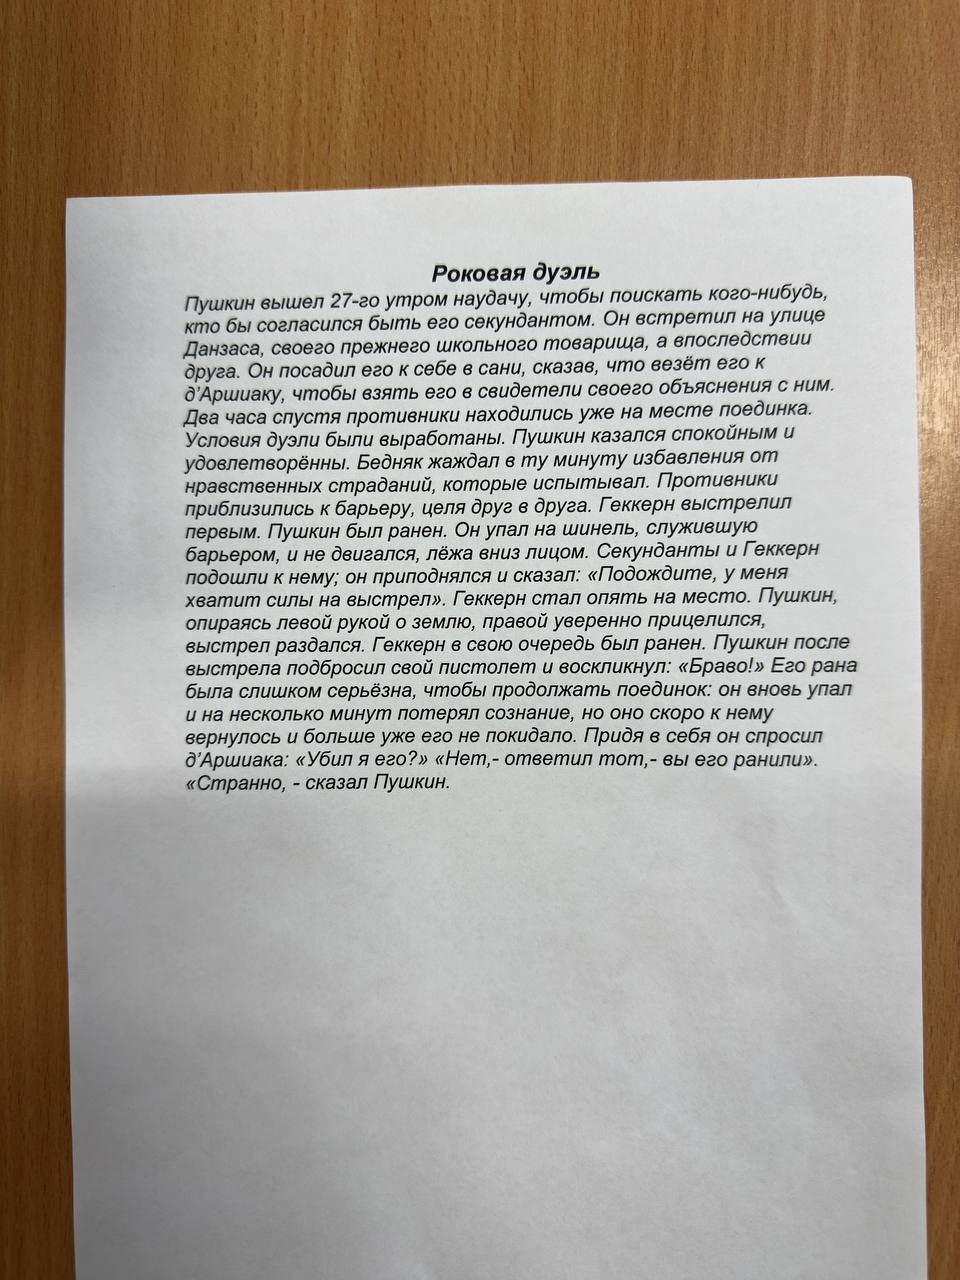 Роковая дуэль
Пушкин вышел 27-го утром наудачу, чтобы поискать кого-нибудь,
кто бы согласился быть его секундантом. Он встретил на улице
Данзаса, своего прежнего школьного товарища, а впоследствии
друга. Он посадил его к себе в сани, сказав, что везёт его к
д’Аршиаку, чтобы взять его в свидетели своего объяснения с ним.
Два часа спустя противники находились уже на месте поединка.
Условия дуэли были выработаны. Пушкин казался спокойным и
удовлетворённы. Бедняк жаждал в ту минуту избавления от
нравственных страданий, которые испытывал. Противники
приблизились к барьеру, целя друг в друга. Геккерн выстрелил
первым. Пушкин был ранен. Он упал на шинель, служившую
барьером, и не двигался, лёжа вниз лицом. Секунданты и Геккерн
подошли к нему; он приподнялся и сказал: «Подождите, у меня
хватит силы на выстрел». Геккерн стал опять на место. Пушкин,
опираясь левой рукой о землю, правой уверенно прицелился,
выстрел раздался. Геккерн в свою очередь был ранен. Пушкин после
выстрела подбросил свой пистолет и воскликнул: «Браво!» Его рана
была слишком серьёзна, чтобы продолжать поединок: он вновь упал
и на несколько минут потерял сознание, но оно скоро к нему
вернулось и больше уже его не покидало. Придя в себя он спросил
д’Аршиака: «Убил я его?» «Нет,- ответил тот,- вы его ранили».
«Странно, - сказал Пушкин.